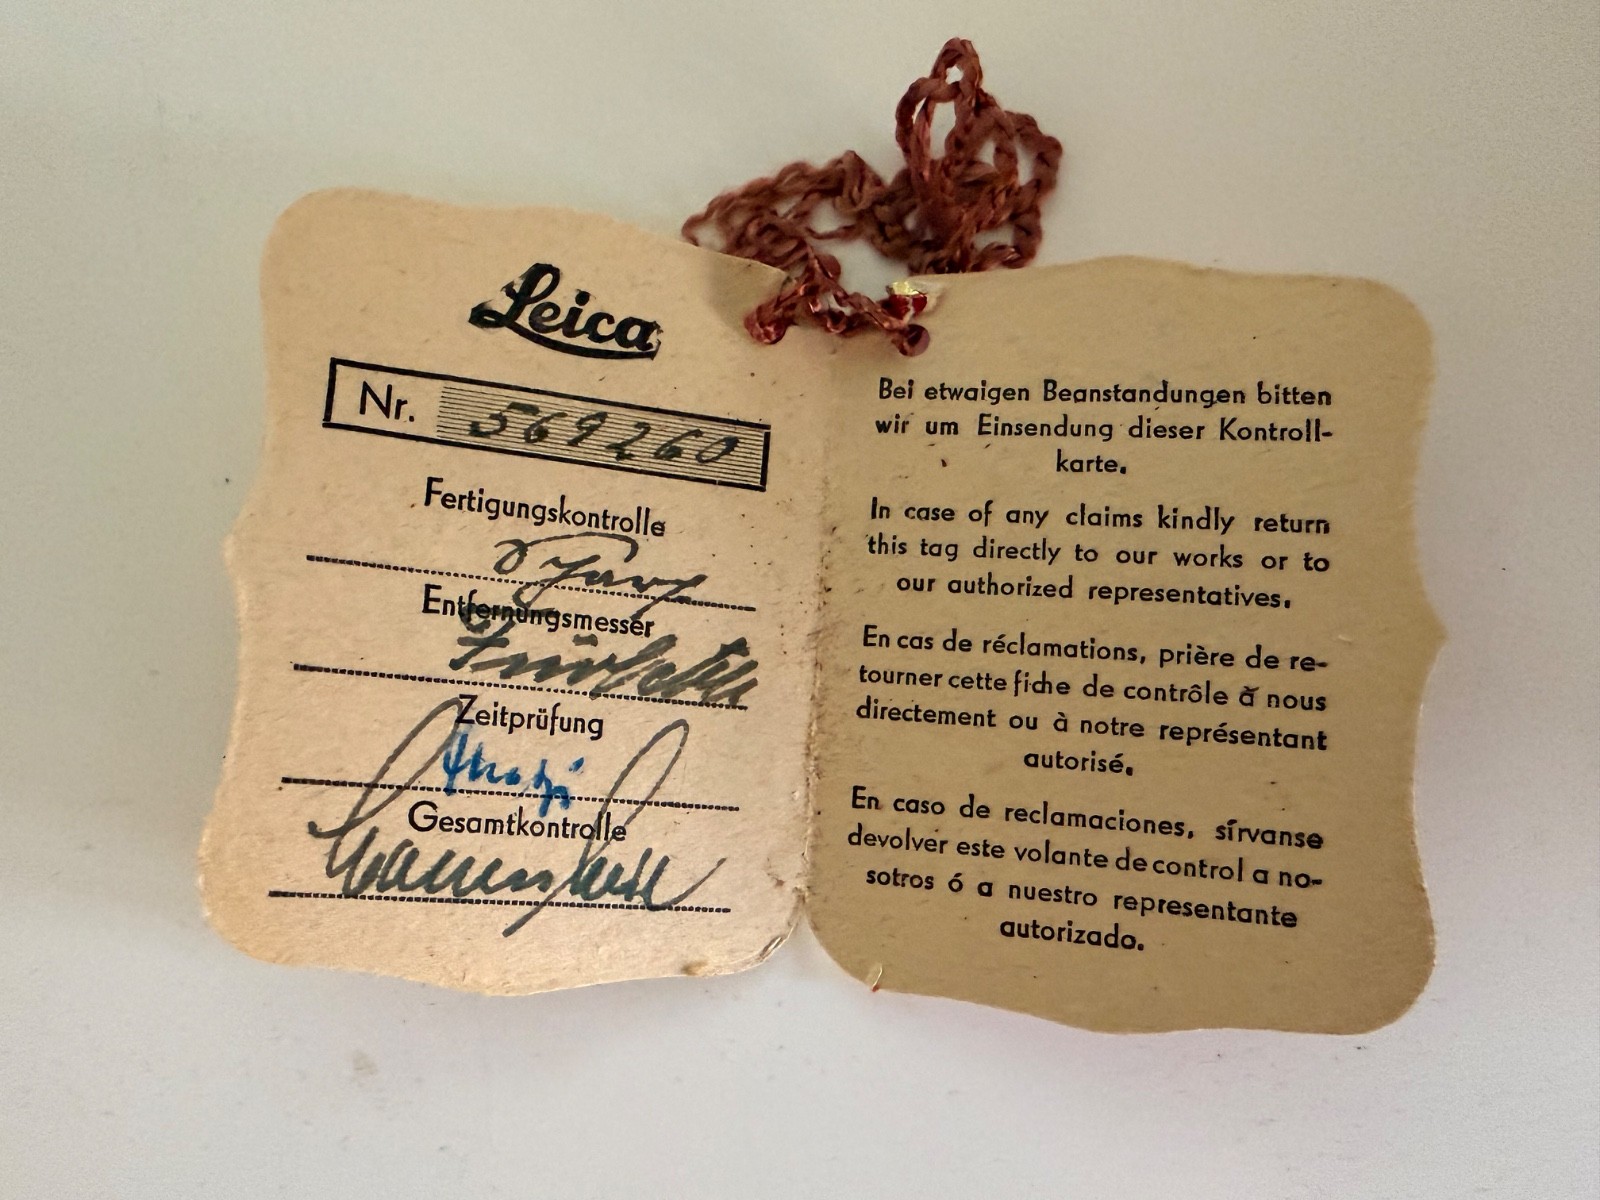 Leica
Nr. 569260
Fertigungskontrolle
Entfernungsmesser
Zeitprüfung
Gesamtkontrolle
Bei etwaigen Beanstandungen bitten
wir um Einsendung dieser Kontroll-
karte.
In case of any claims kindly return
this tag directly to our works or to
our authorized representatives.
En cas de réclamations, prière de re-
tourner cette fiche de contrôle à nous
directement ou à notre représentant
autorisé.
En caso de reclamaciones, sírvanse
devolver este volante de control a no-
sotros ó a nuestro representante
autorizado.